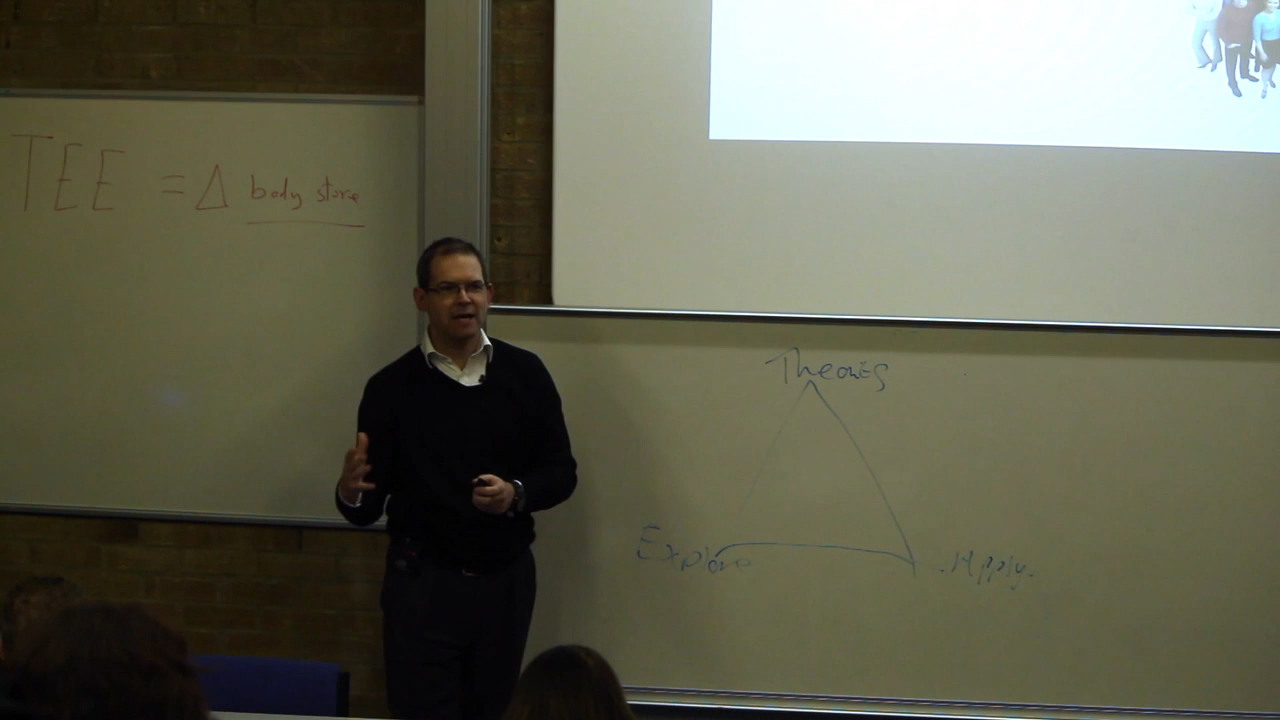 TEE = Δ body store
Theories
Explore
Apply.